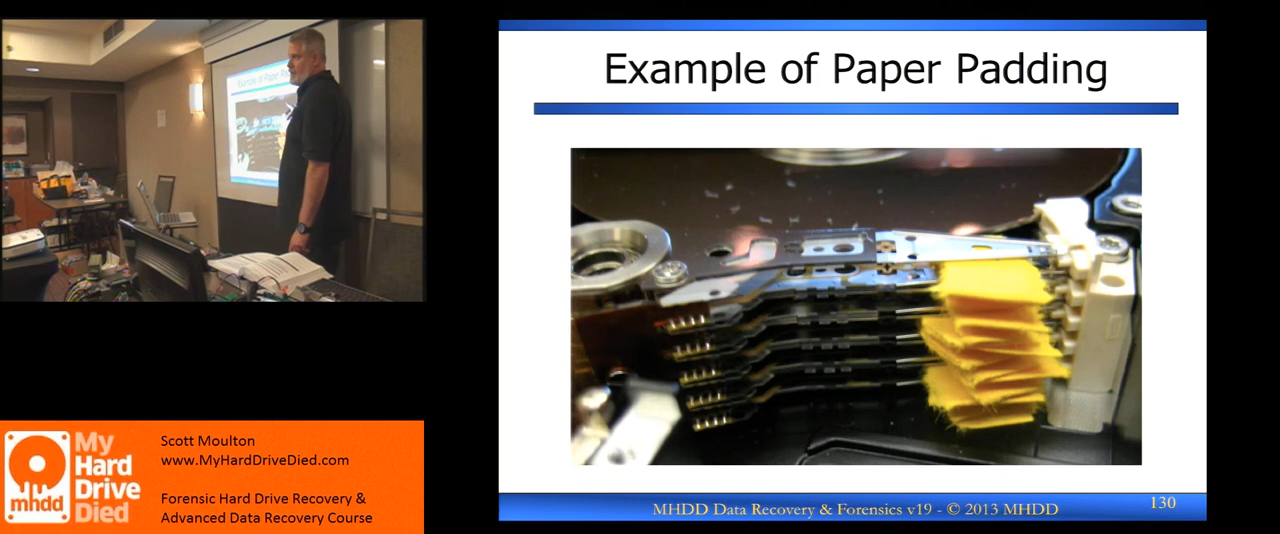 Example of Paper Padding
MHDD Data Recovery & Forensics v19 - © 2013 MHDD
130
My
Hard
Drive
Died
mhdd
Scott Moulton
www.MyHardDriveDied.com
Forensic Hard Drive Recovery &
Advanced Data Recovery Course